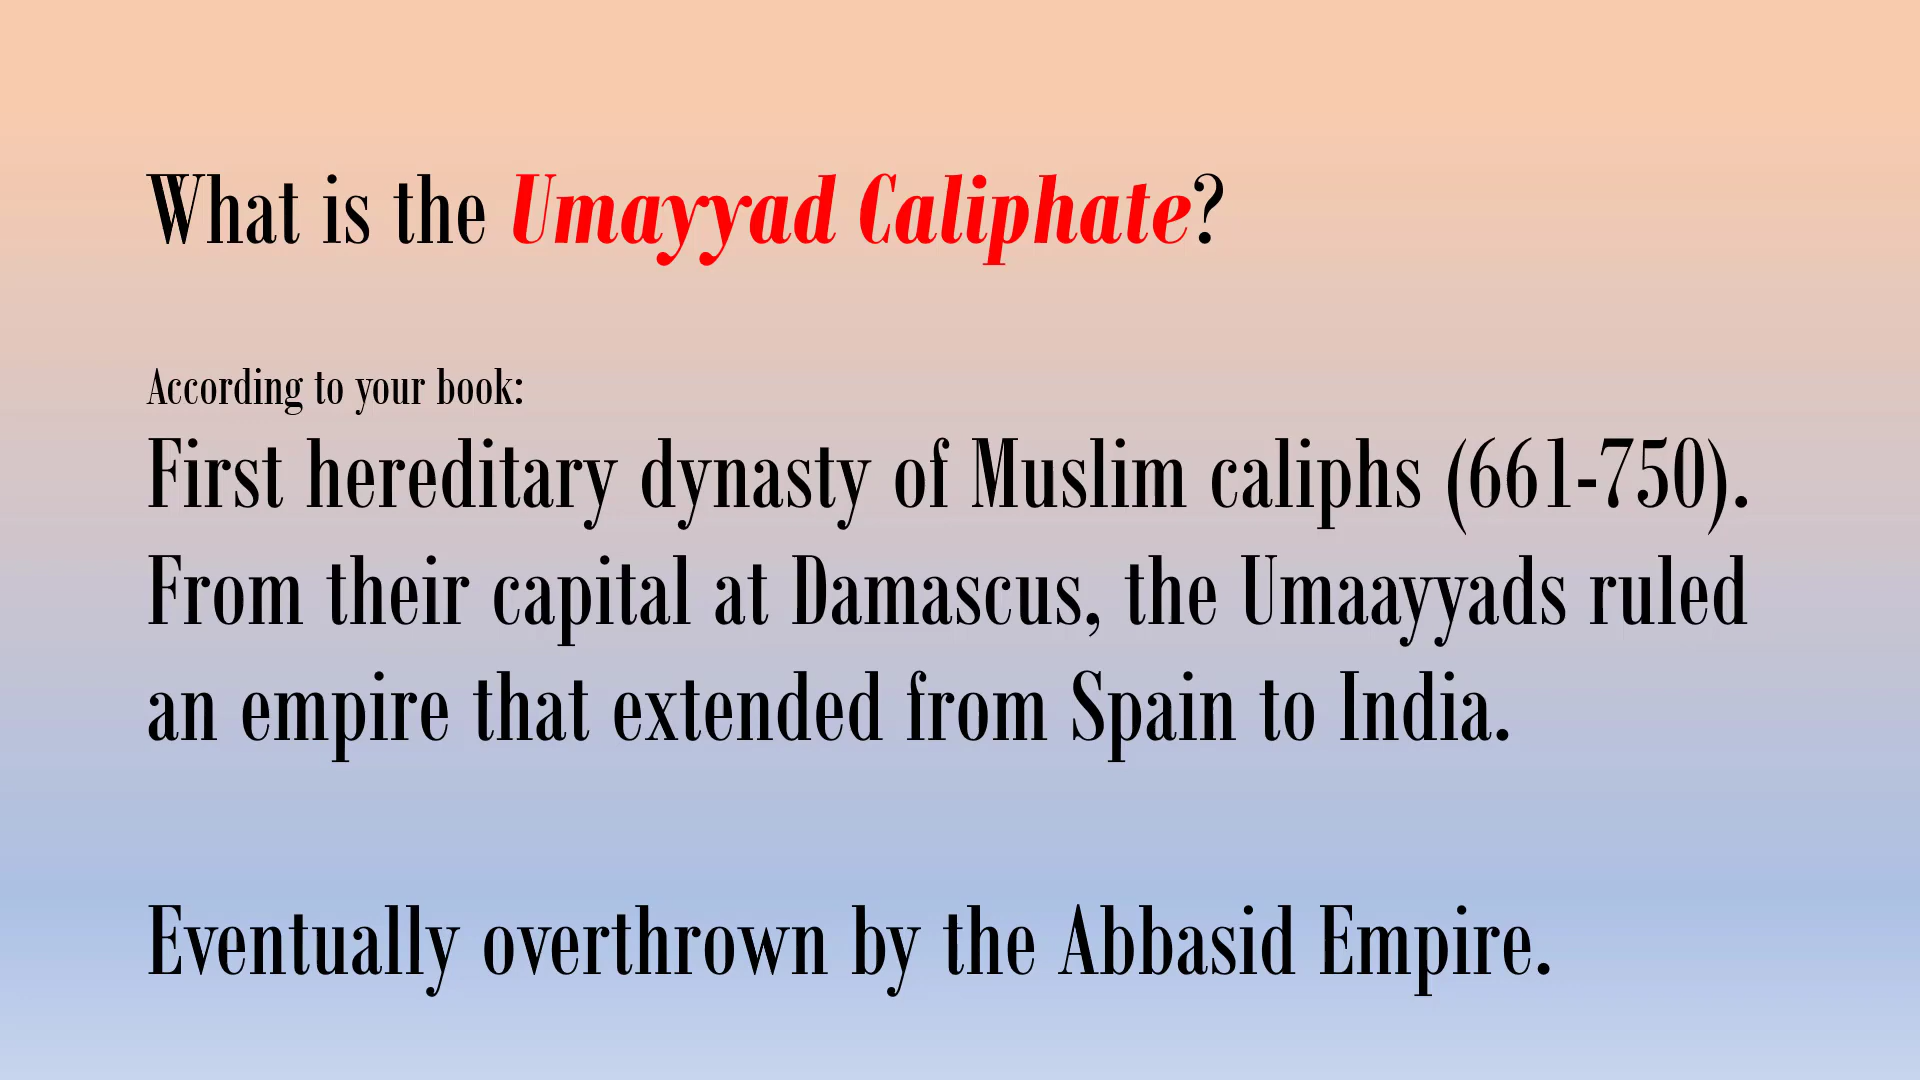 What is the Umayyad Caliphate?
According to your book:
First hereditary dynasty of Muslim caliphs (661-750).
From their capital at Damascus, the Umaayyads ruled
an empire that extended from Spain to India.
Eventually overthrown by the Abbasid Empire.